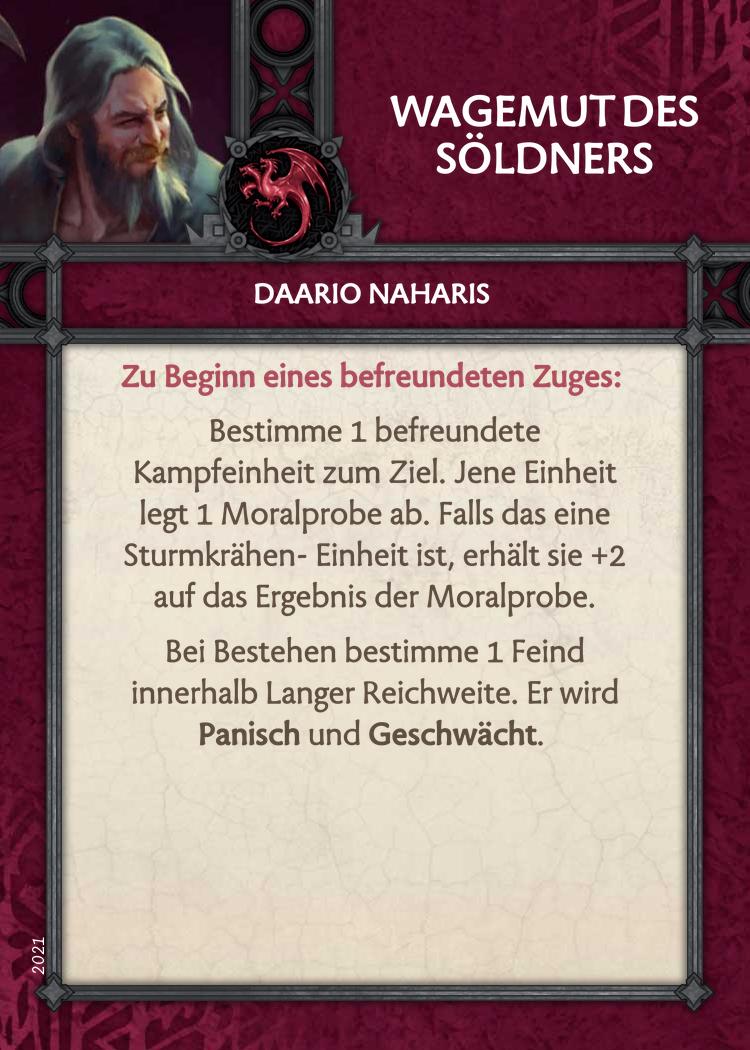 WAGEMUT DES
SÖLDNERS
DAARIO NAHARIS
Zu Beginn eines befreundeten Zuges:
Bestimme 1 befreundete
Kampfeinheit zum Ziel. Jene Einheit
legt 1 Moralprobe ab. Falls das eine
Sturmkrähen- Einheit ist, erhält sie +2
auf das Ergebnis der Moralprobe.
Bei Bestehen bestimme 1 Feind
innerhalb Langer Reichweite. Er wird
Panisch und Geschwächt.
2021